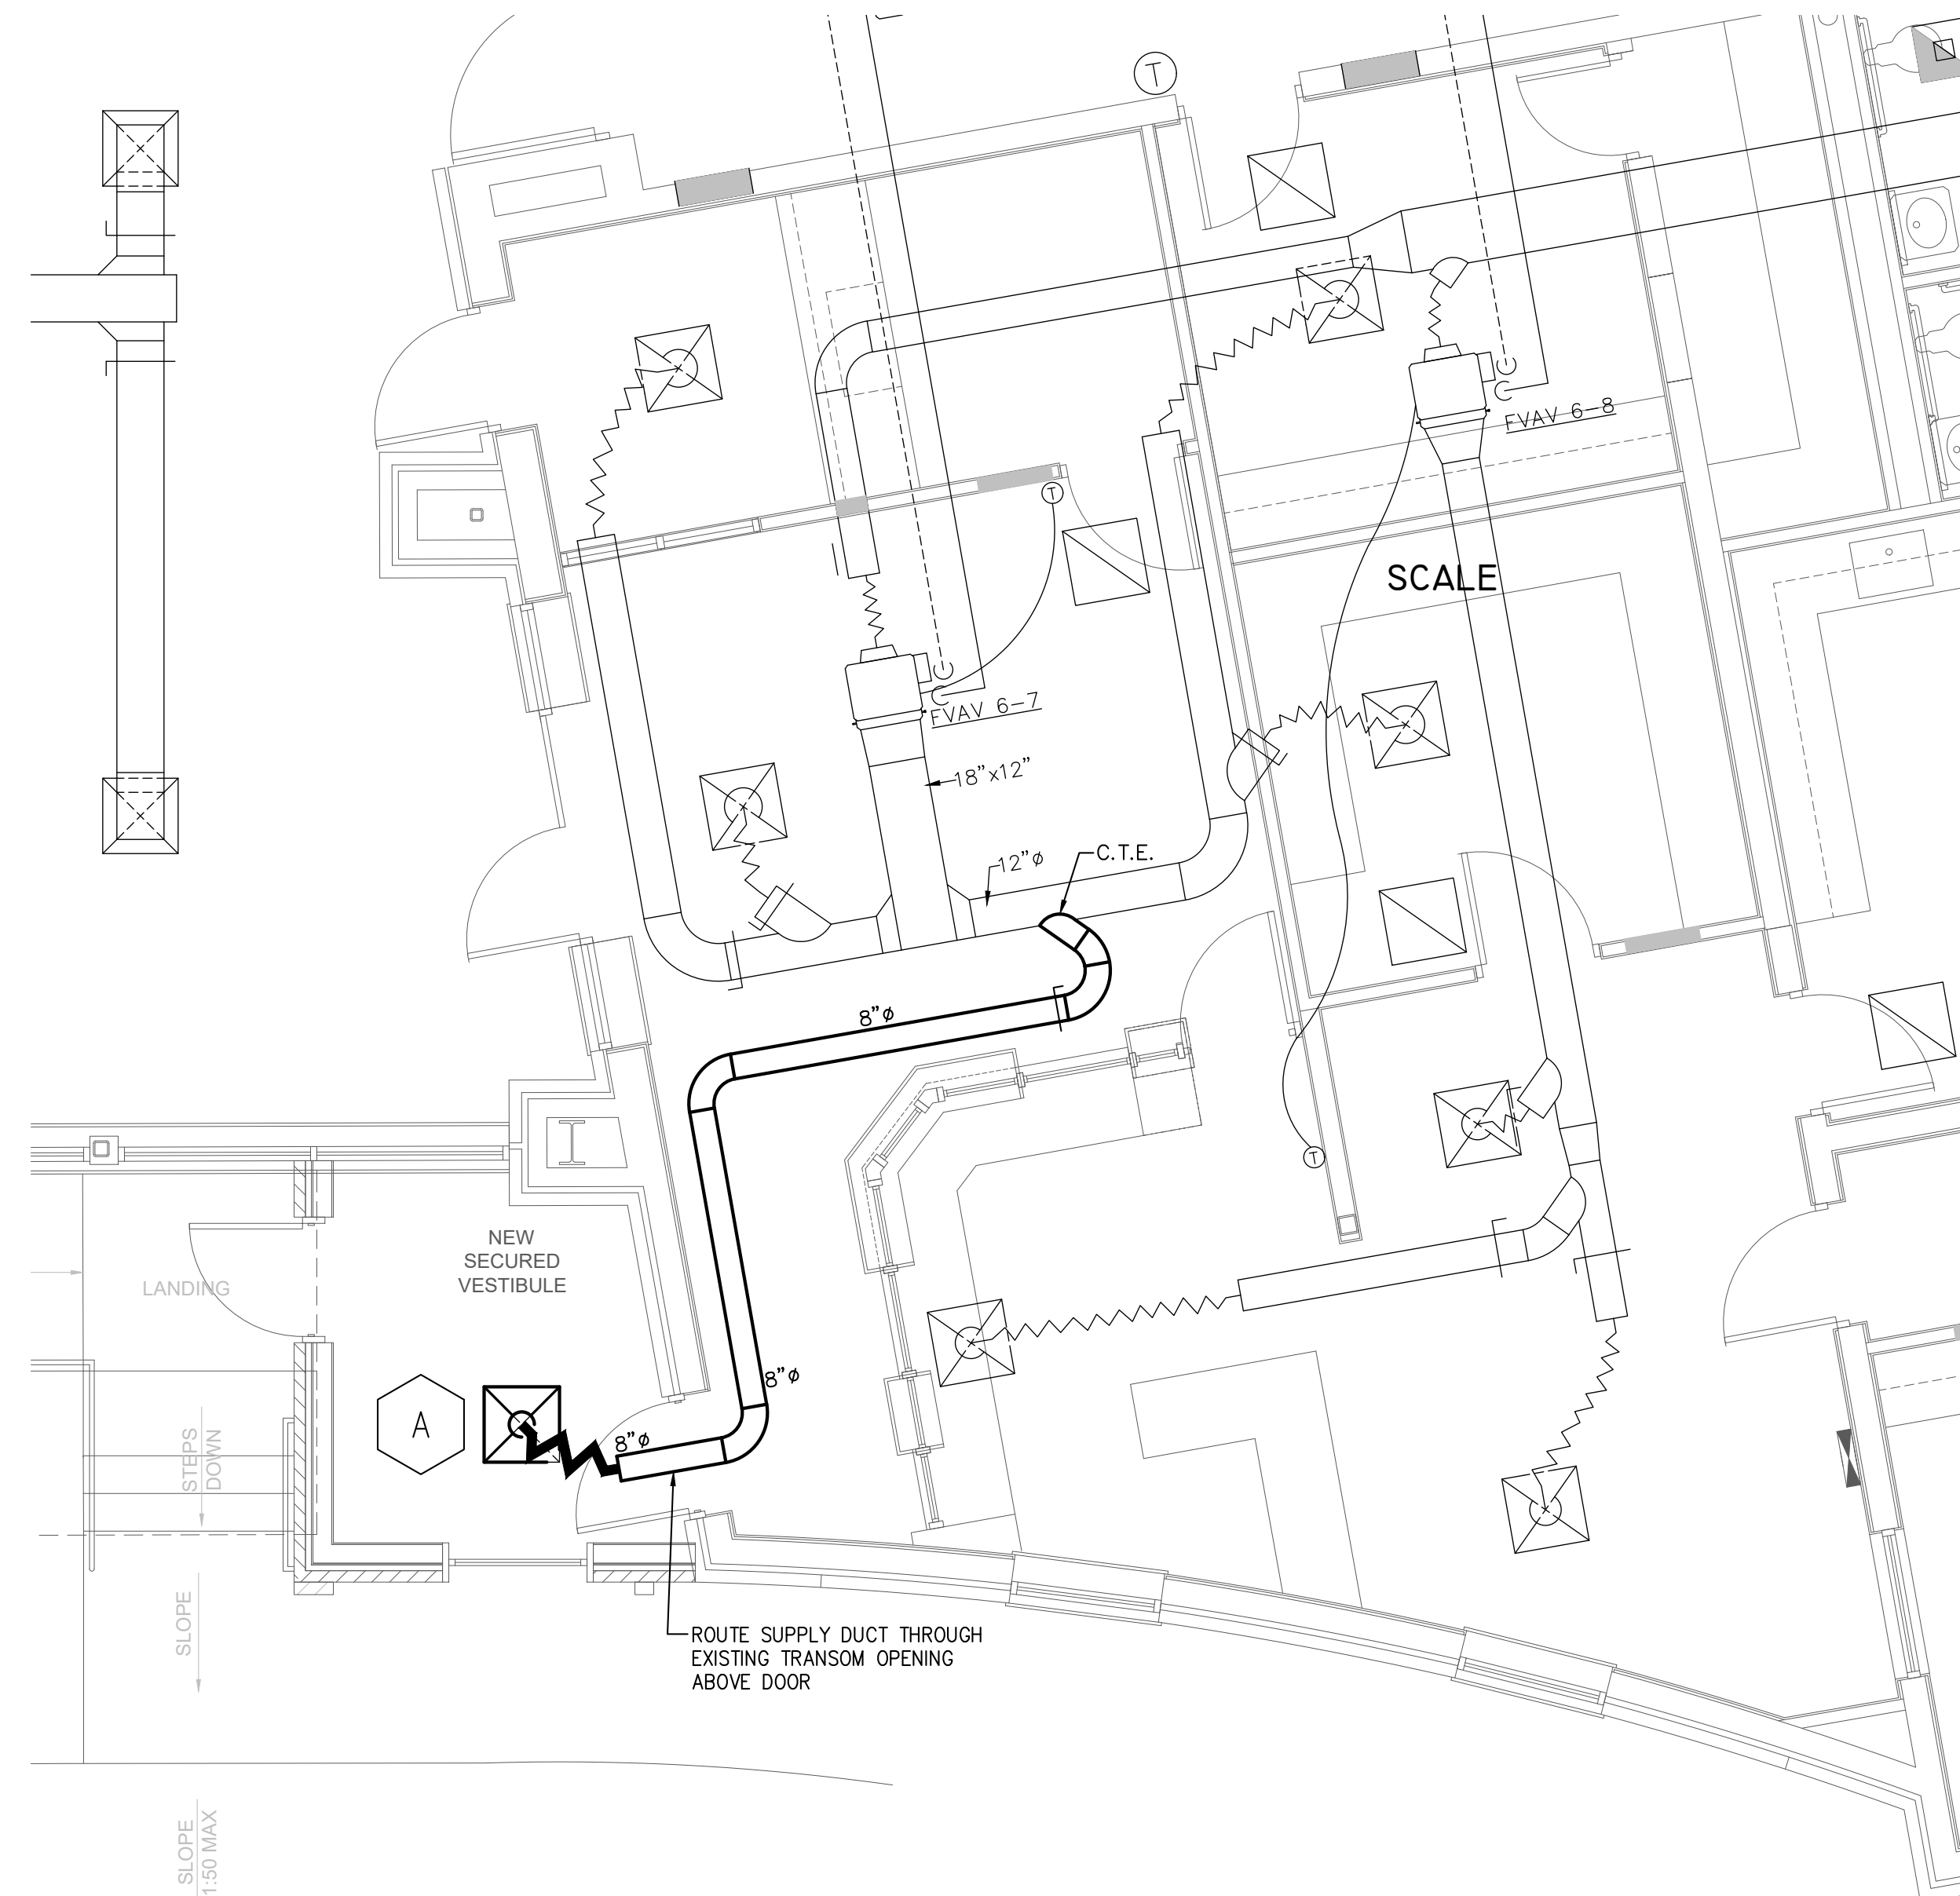 T
FVAV 6-8
T
SCALE
FVAV 6-7
18"x12"
12"ø
C.T.E.
8"ø
T
NEW
SECURED
VESTIBULE
LANDING
8"ø
A
8"ø
STEPS
DOWN
SLOPE
ROUTE SUPPLY DUCT THROUGH
EXISTING TRANSOM OPENING
ABOVE DOOR
SLOPE
1:50 MAX